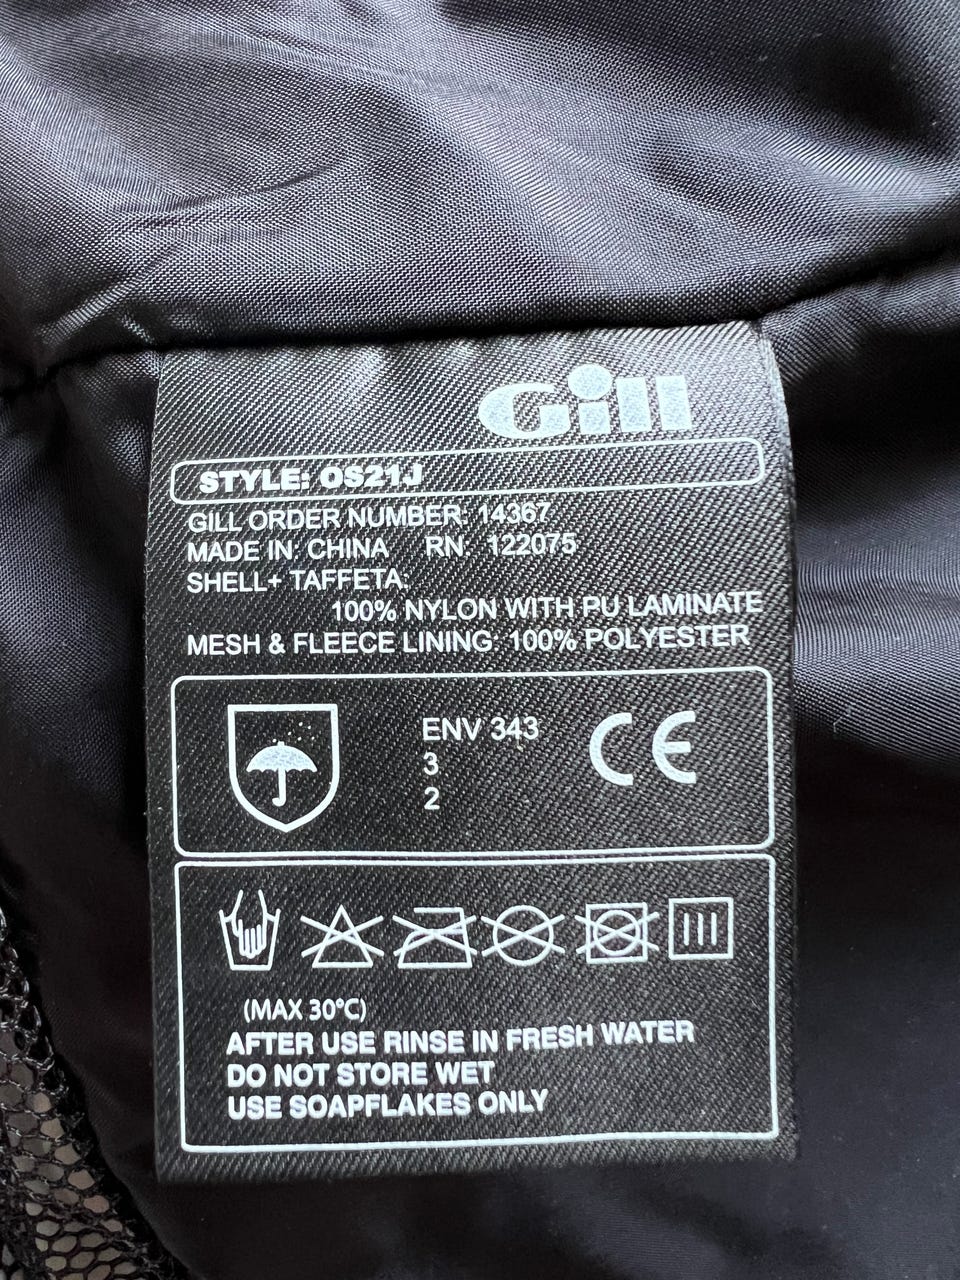 Gill
STYLE: OS21J
GILL ORDER NUMBER: 14367
MADE IN: CHINA RN: 122075
SHELL+ TAFFETA:
100% NYLON WITH PU LAMINATE
MESH & FLEECE LINING: 100% POLYESTER
ENV 343
3
2
CE
(MAX 30°C)
AFTER USE RINSE IN FRESH WATER
DO NOT STORE WET
USE SOAPFLAKES ONLY